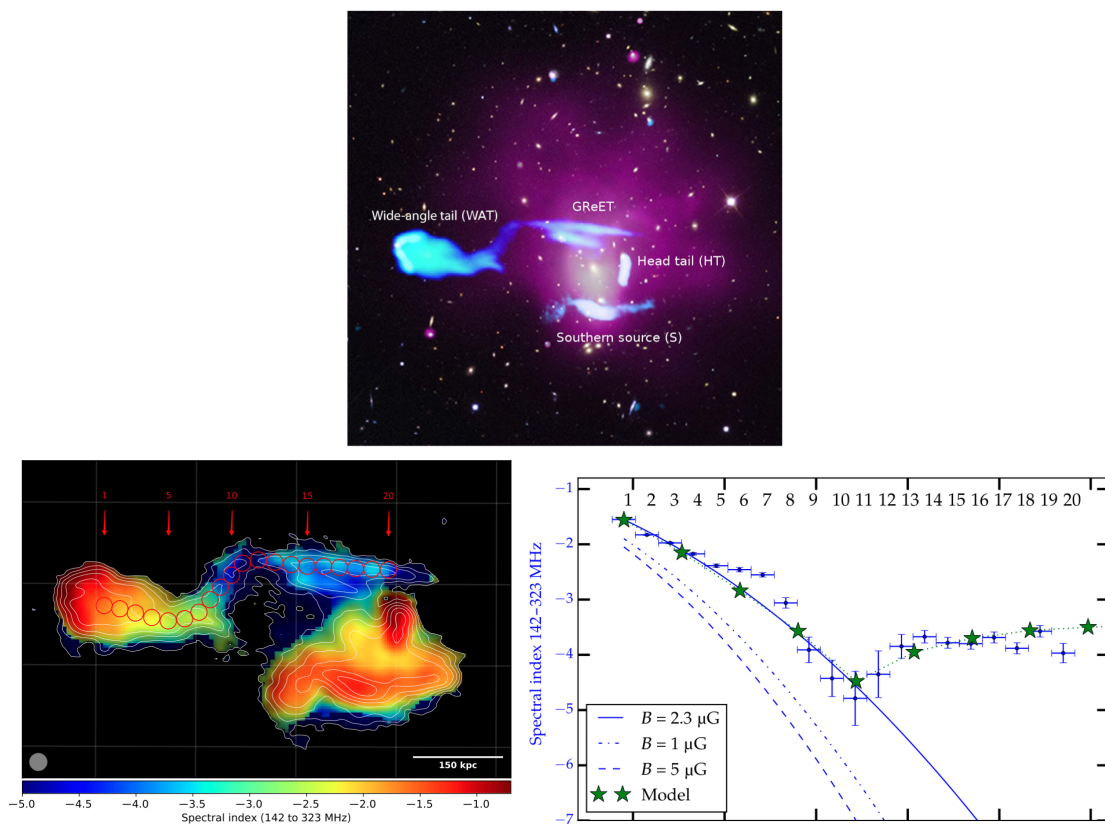 Wide-angle tail (WAT)
GReET
Head tail (HT)
Southern source (S)
1 5 10 15 20
150 kpc
−5.0 −4.5 −4.0 −3.5 −3.0 −2.5 −2.0 −1.5 −1.0
Spectral index (142 to 323 MHz)
Spectral index 142–323 MHz
1 2 3 4 5 6 7 8 9 10 11 12 13 14 15 16 17 18 19 20
−1
−2
−3
−4
−5
−6
−7
B = 2.3 μG
B = 1 μG
B = 5 μG
Model